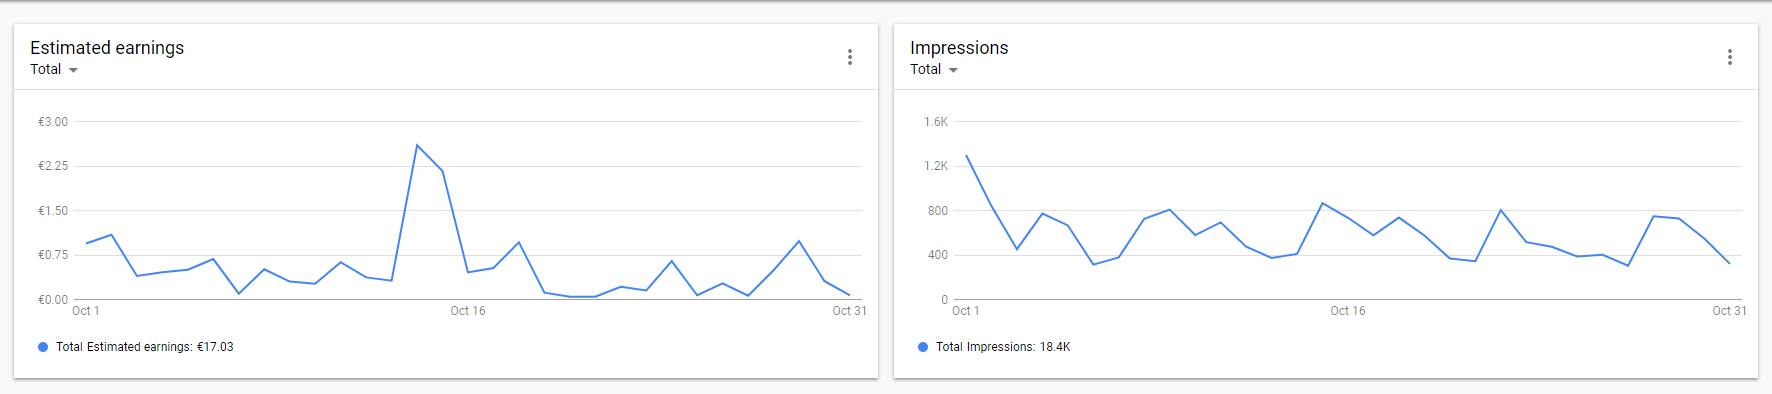 Estimated earnings
Total
€3.00
€2.25
€1.50
€0.75
€0.00
Oct 1
Oct 16
Oct 31
Total Estimated earnings: €17.03
Impressions
Total
1.6K
1.2K
800
400
0
Oct 1
Oct 16
Oct 31
Total Impressions: 18.4K